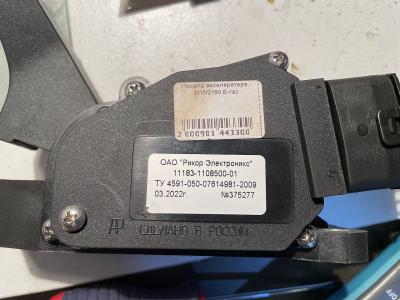 Педаль акселератора
1118/2190 Е-газ
2 000981 443300
ОАО "Рикор Электроникс"
11183-1108500-01
ТУ 4591-050-07614981-2009
03.2022г. №375277
СДЕЛАНО В РОССИИ
OFF